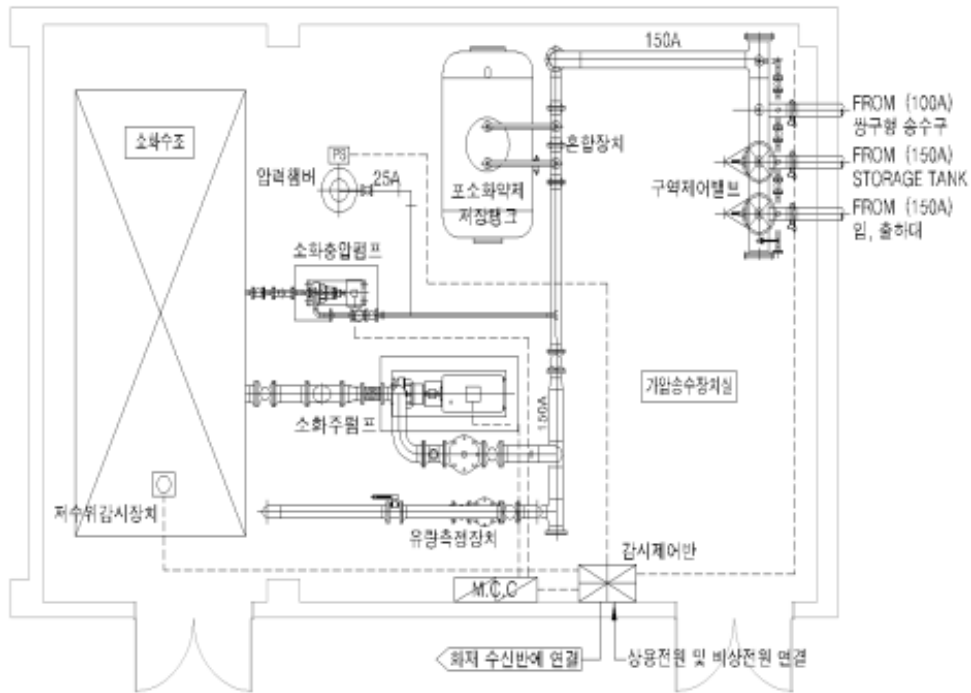 150A
FROM (100A)
쌍구형 송수구
FROM (150A)
STORAGE TANK
FROM (150A)
입, 출하대
소화수조
혼합장치
PS
압력챔버
25A
구역제어밸브
포소화약제
저장탱크
소화충압펌프
가압송수장치실
150A
소화주펌프
저수위감시장치
유량측정장치
감시제어반
M.C.C
화재 수신반에 연결
상용전원 및 비상전원 연결